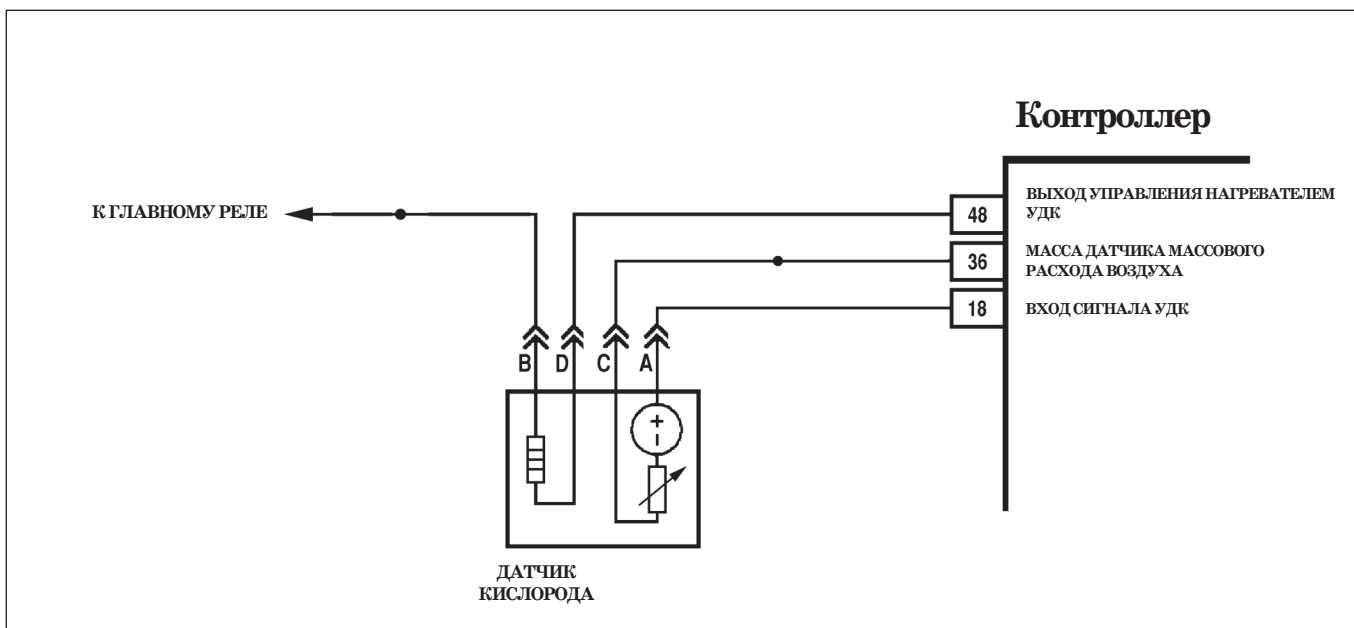 Контроллер
К ГЛАВНОМУ РЕЛЕ
48
ВЫХОД УПРАВЛЕНИЯ НАГРЕВАТЕЛЕМ
УДК
36
МАССА ДАТЧИКА МАССОВОГО
РАСХОДА ВОЗДУХА
18
ВХОД СИГНАЛА УДК
B D C A
+
−
ДАТЧИК
КИСЛОРОДА